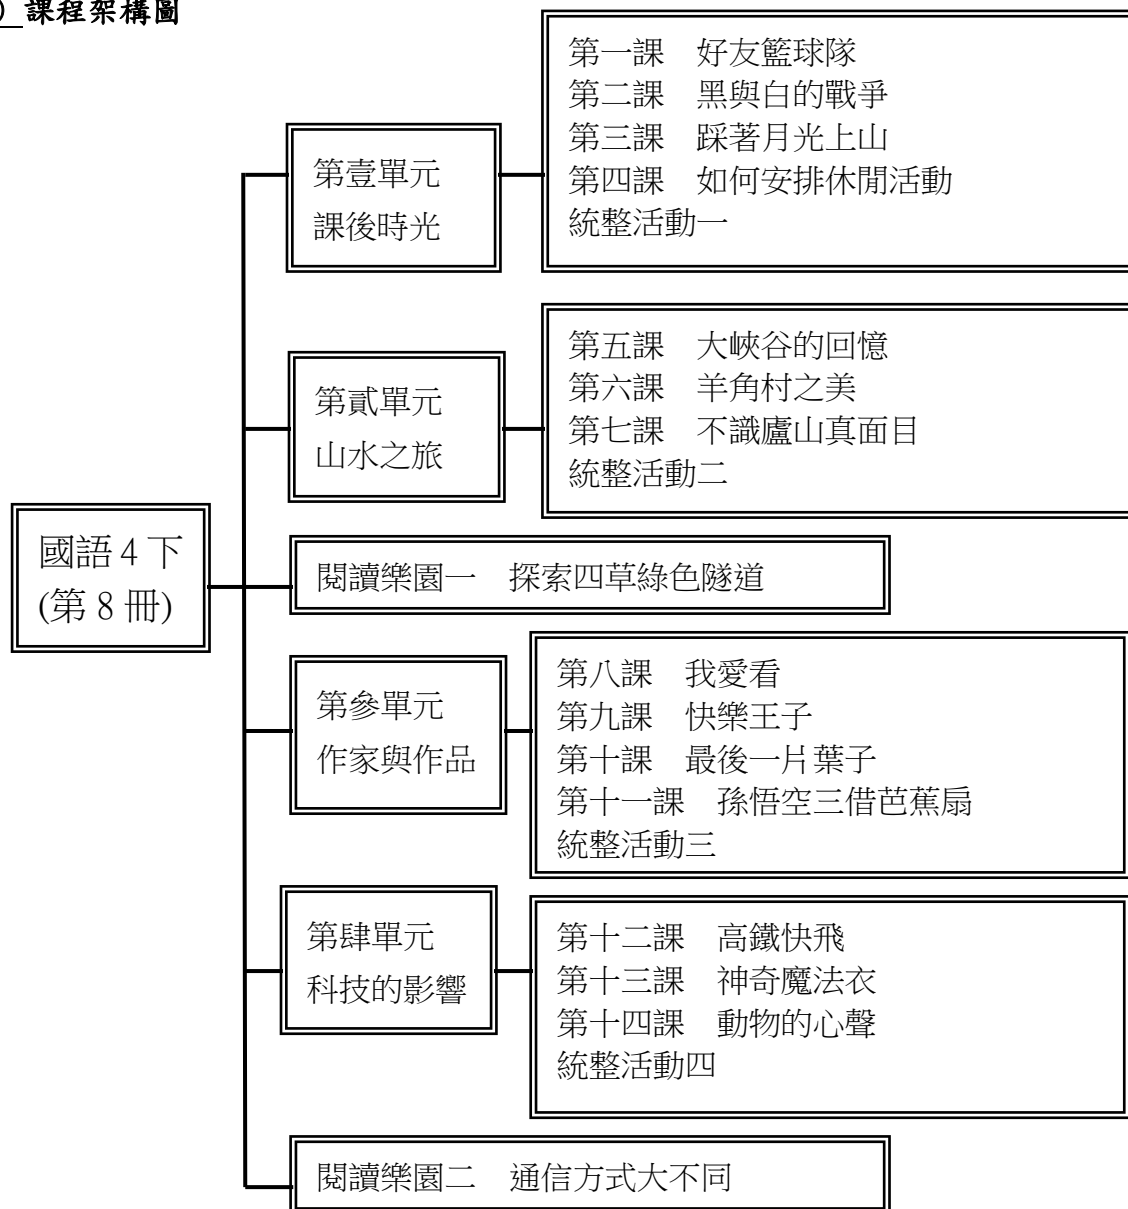 ) 課程架構圖
國語 4 下
(第 8 冊)
第壹單元
課後時光
第一課　好友籃球隊
第二課　黑與白的戰爭
第三課　踩著月光上山
第四課　如何安排休閒活動
統整活動一
第貳單元
山水之旅
第五課　大峽谷的回憶
第六課　羊角村之美
第七課　不識廬山真面目
統整活動二
閱讀樂園一　探索四草綠色隧道
第參單元
作家與作品
第八課　我愛看
第九課　快樂王子
第十課　最後一片葉子
第十一課　孫悟空三借芭蕉扇
統整活動三
第肆單元
科技的影響
第十二課　高鐵快飛
第十三課　神奇魔法衣
第十四課　動物的心聲
統整活動四
閱讀樂園二　通信方式大不同